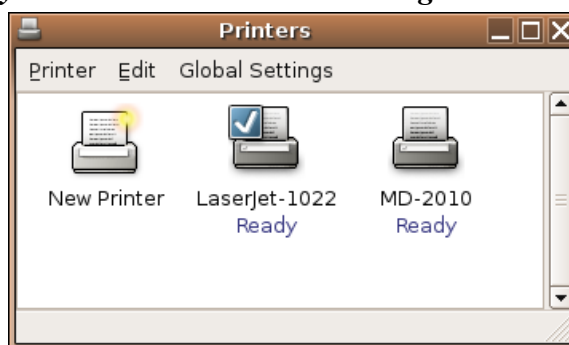 Printers
Printer Edit Global Settings
New Printer LaserJet-1022 MD-2010
Ready Ready